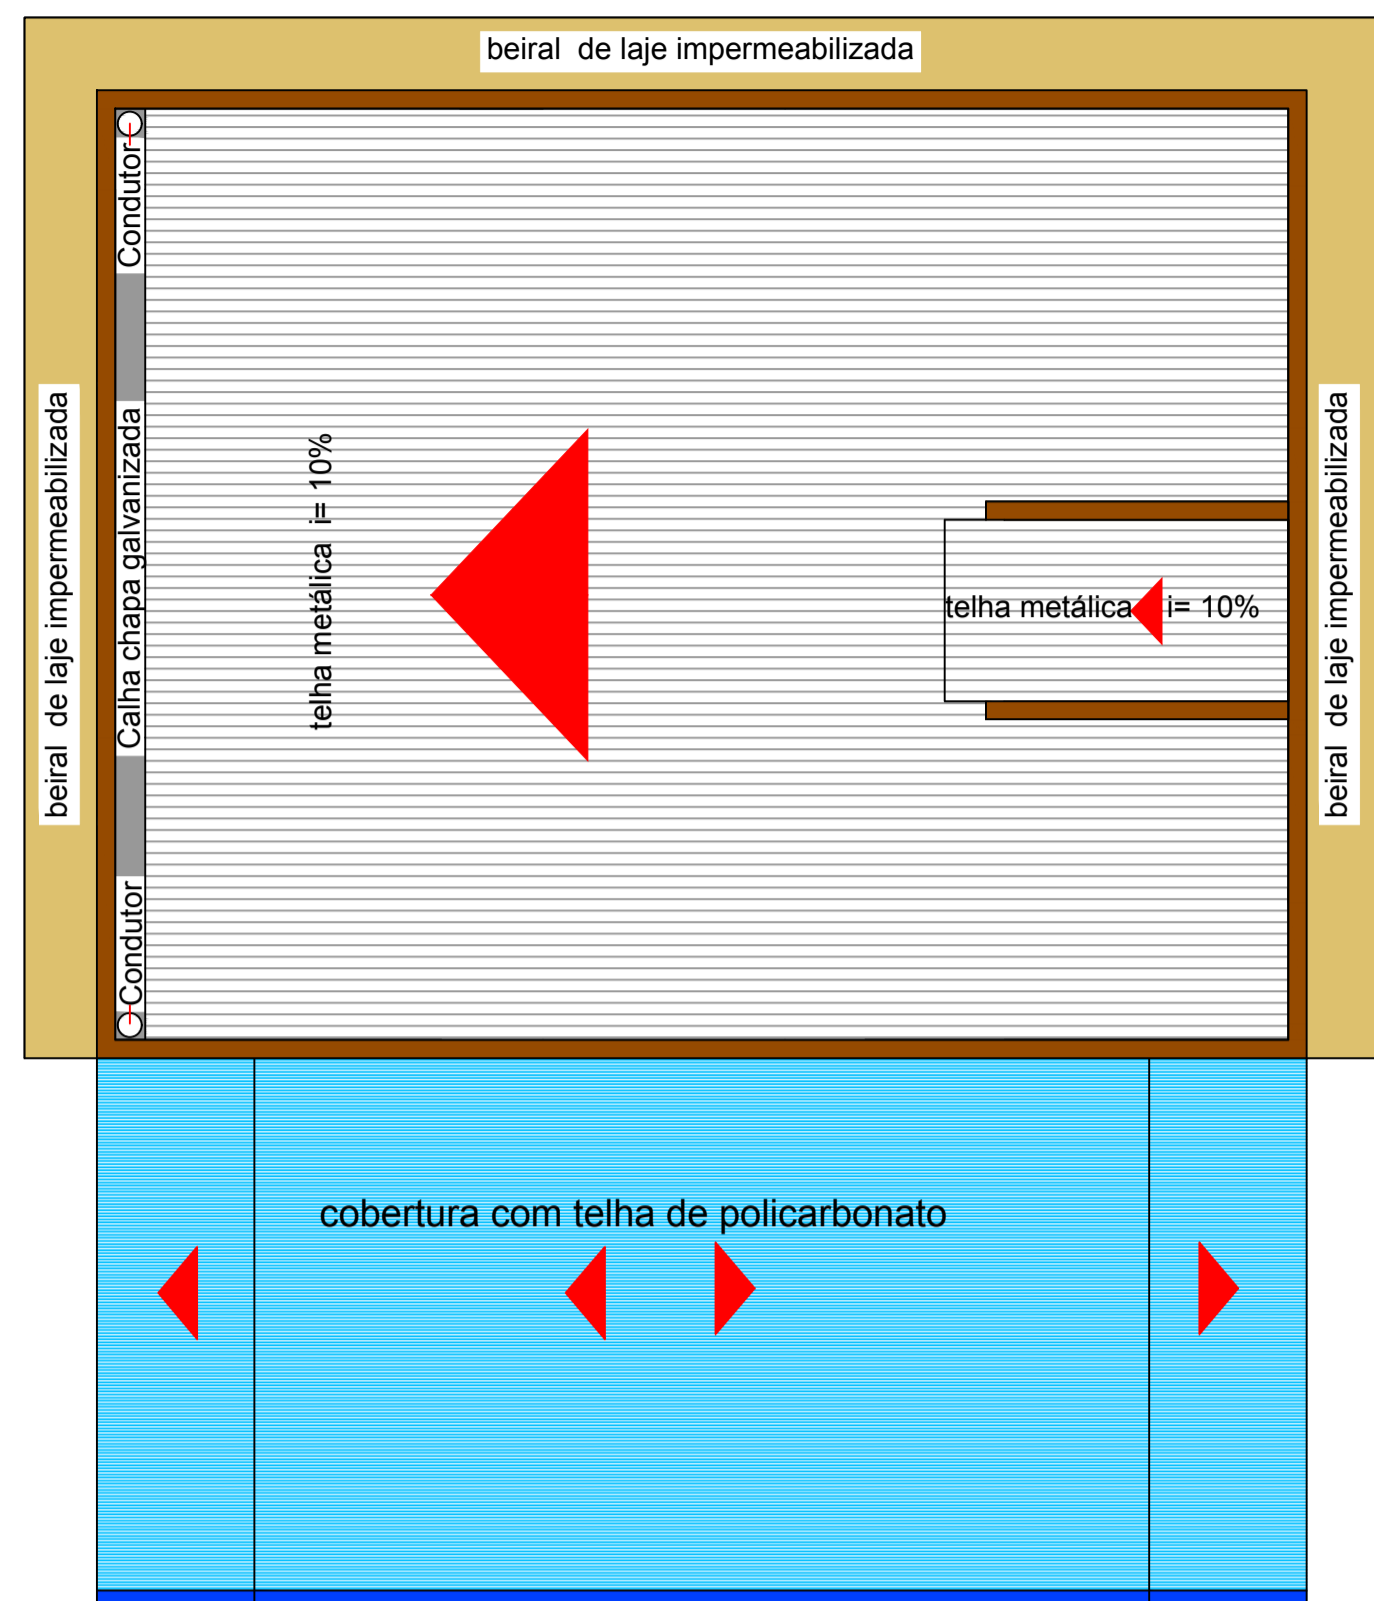 beiral de laje impermeabilizada
Condutor
beiral de laje impermeabilizada
Calha chapa galvanizada
telha metálica i= 10%
telha metálica i= 10%
beiral de laje impermeabilizada
Condutor
cobertura com telha de policarbonato